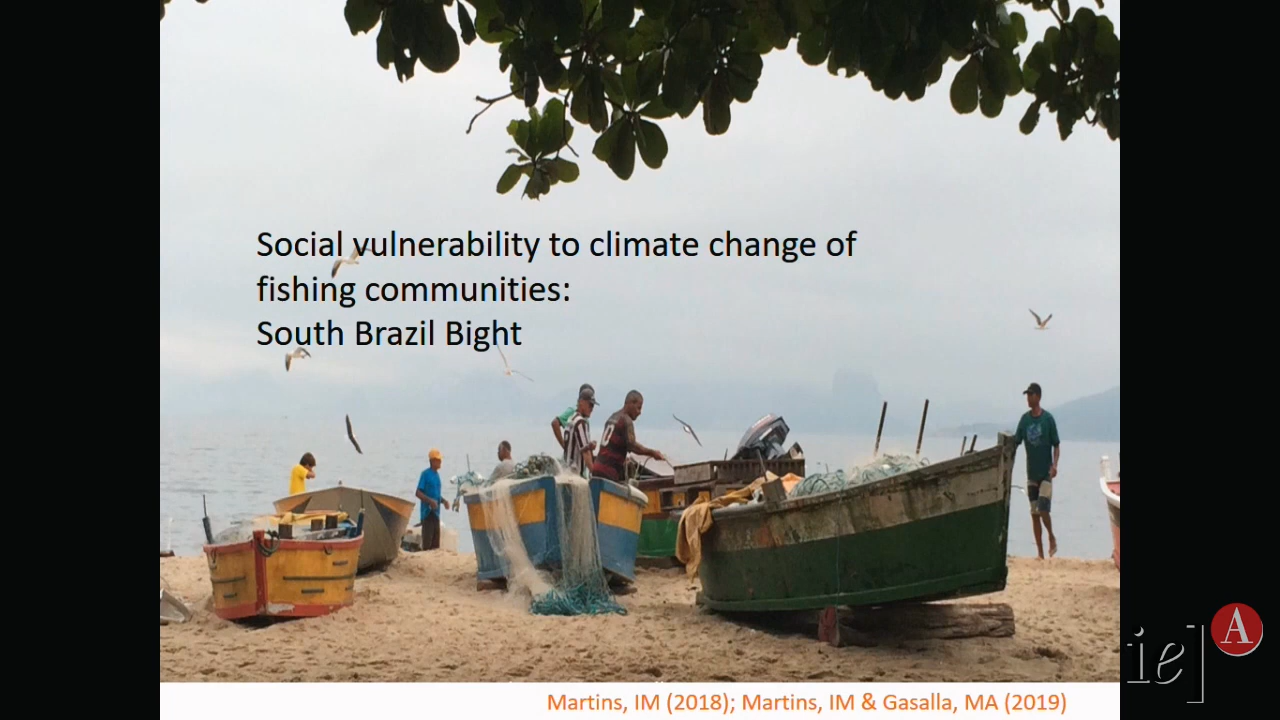 Social vulnerability to climate change of
fishing communities:
South Brazil Bight
Martins, IM (2018); Martins, IM & Gasalla, MA (2019)
ie] A